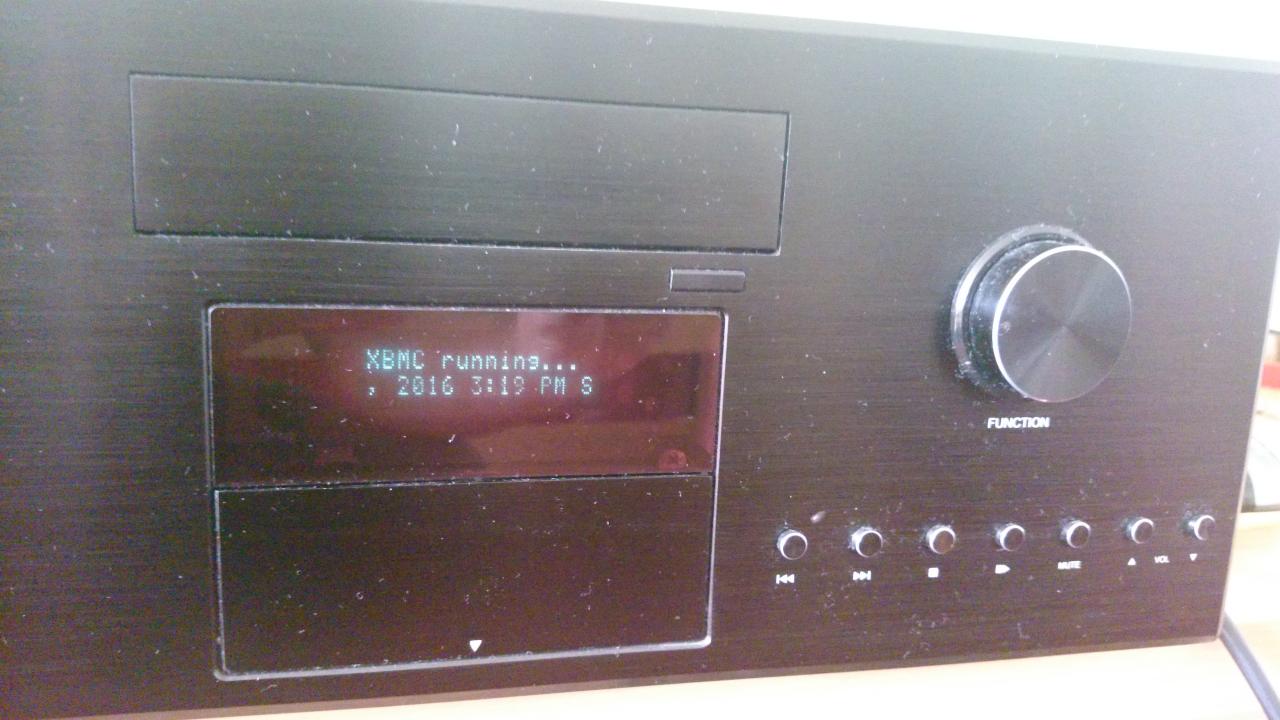 XBMC running...
, 2016 3:19 PM S
FUNCTION
MUTE
VOL